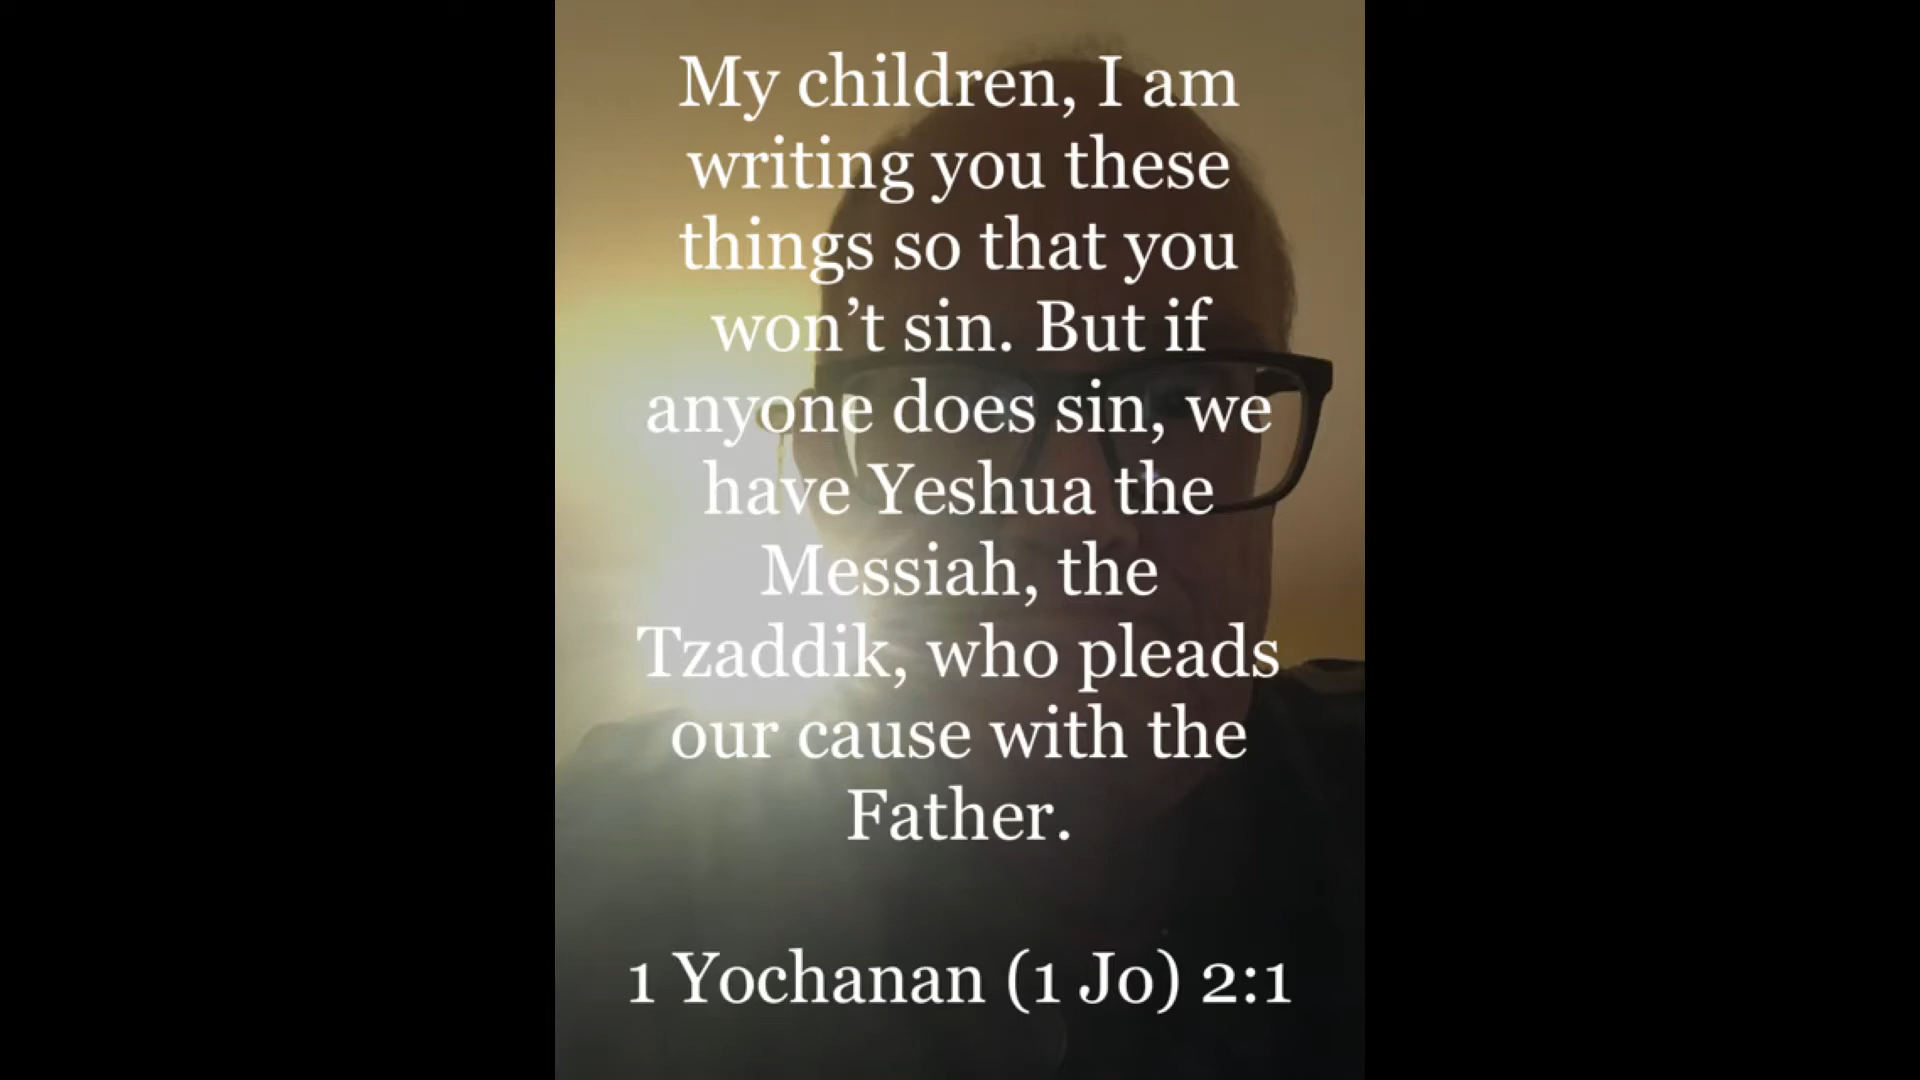 My children, I am
writing you these
things so that you
won’t sin. But if
anyone does sin, we
have Yeshua the
Messiah, the
Tzaddik, who pleads
our cause with the
Father.
1 Yochanan (1 Jo) 2:1